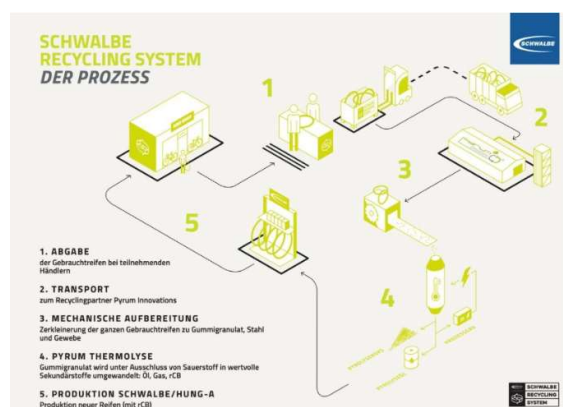 SCHWALBE
RECYCLING SYSTEM
DER PROZESS
SCHWALBE
1
2
3
4
5
1. ABGABE
der Gebrauchtreifen bei teilnehmenden
Händlern
2. TRANSPORT
zum Recyclingpartner Pyrum Innovations
3. MECHANISCHE AUFBEREITUNG
Zerkleinerung der ganzen Gebrauchtreifen zu Gummigranulat, Stahl
und Gewebe
4. PYRUM THERMOLYSE
Gummigranulat wird unter Ausschluss von Sauerstoff in wertvolle
Sekundärstoffe umgewandelt: Öl, Gas, rCB
5. PRODUKTION SCHWALBE/HUNG-A
Produktion neuer Reifen (mit rCB)
SCHWALBE
RECYCLING
SYSTEM